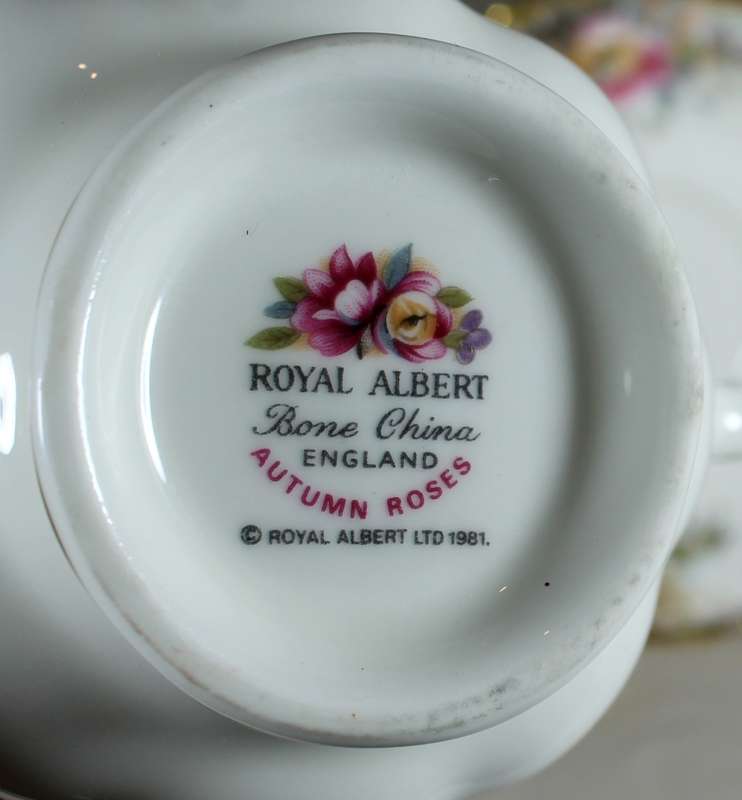 ROYAL ALBERT
Bone China
ENGLAND
AUTUMN ROSES
© ROYAL ALBERT LTD 1981.